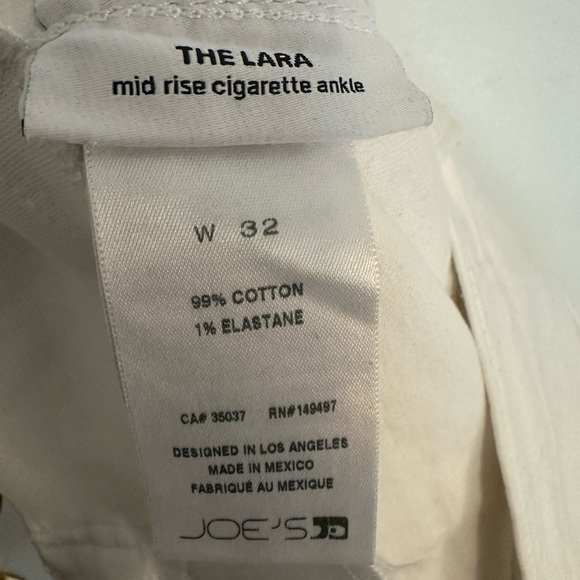 THE LARA
mid rise cigarette ankle
W 32
99% COTTON
1% ELASTANE
CA# 35037 RN#149497
DESIGNED IN LOS ANGELES
MADE IN MEXICO
FABRIQUÉ AU MEXIQUE
JOE'S